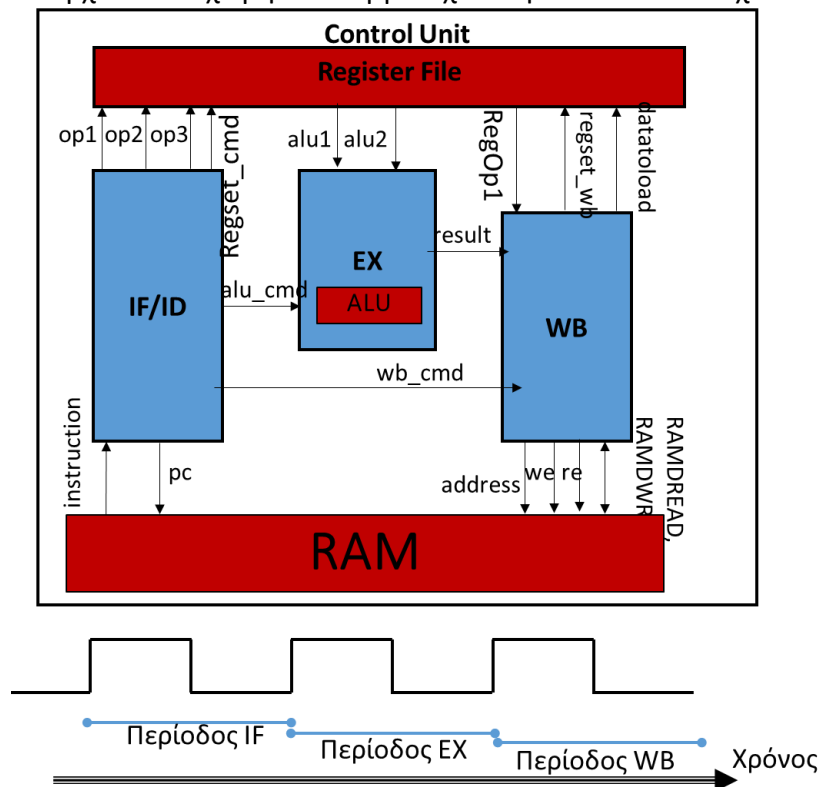 Control Unit
Register File
op1 op2 op3
Regset_cmd
alu1 alu2
RegOp1
regset_wb
datatoload
IF/ID
EX
ALU
WB
result
alu_cmd
wb_cmd
instruction
pc
address
we re
RAMDREAD,
RAMDWR
RAM
Περίοδος IF
Περίοδος EX
Περίοδος WB
Χρόνος